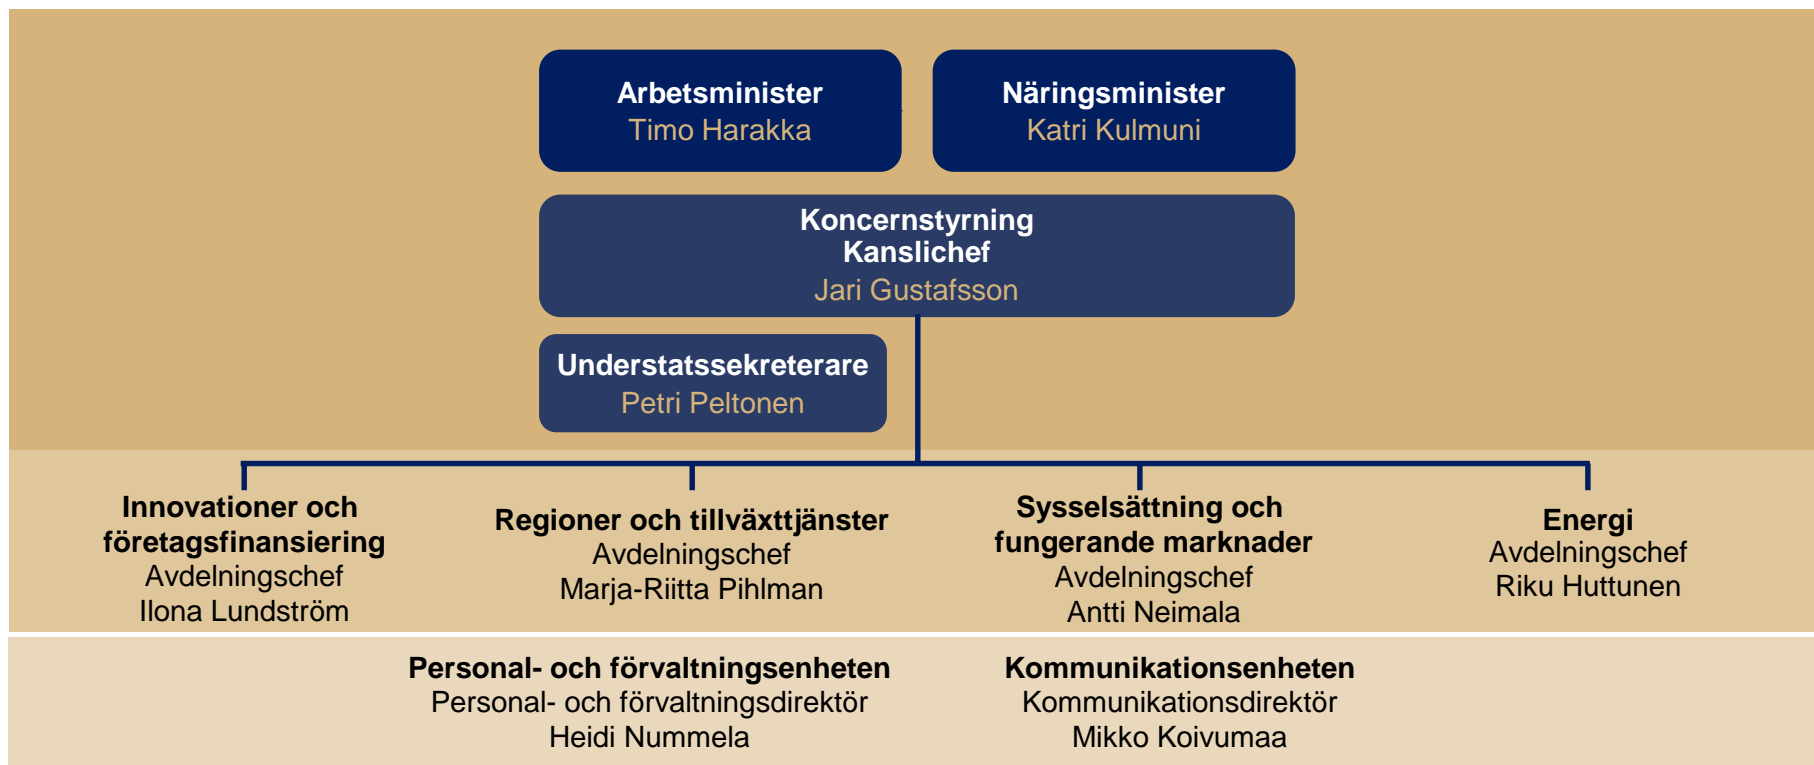 Arbetsminister
Timo Harakka
Näringsminister
Katri Kulmuni
Koncernstyrning
Kanslichef
Jari Gustafsson
Understatssekreterare
Petri Peltonen
Innovationer och
företagsfinansiering
Avdelningschef
Ilona Lundström
Regioner och tillväxttjänster
Avdelningschef
Marja-Riitta Pihlman
Sysselsättning och
fungerande marknader
Avdelningschef
Antti Neimala
Energi
Avdelningschef
Riku Huttunen
Personal- och förvaltningsenheten
Personal- och förvaltningsdirektör
Heidi Nummela
Kommunikationsenheten
Kommunikationsdirektör
Mikko Koivumaa